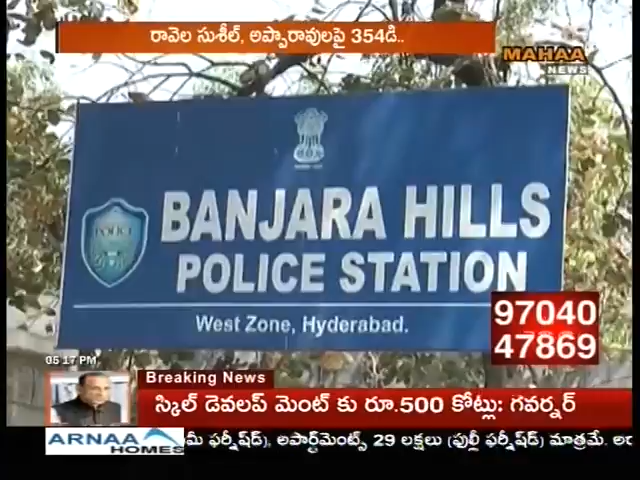 రావెల సుశీల్, అప్పారావులపై 354డి..
MAHAA
NEWS
BANJARA HILLS
POLICE
POLICE STATION
West Zone, Hyderabad.
97040
47869
05:17 PM
Breaking News
స్కిల్ డెవలప్ మెంట్ కు రూ.500 కోట్లు: గవర్నర్
ARNAA
HOMES
ఫర్నీష్‌డ్), అపార్ట్‌మెంట్స్ 29 లక్షలు (ఫుల్లీ ఫర్నీష్‌డ్) మాత్రమే.